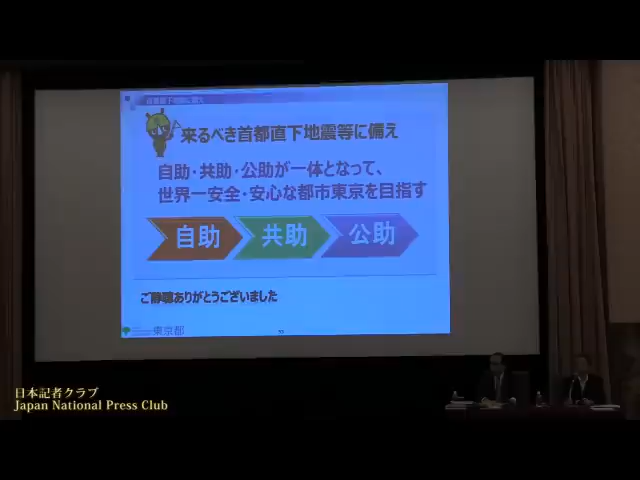 来るべき首都直下地震等に備え
自助・共助・公助が一体となって、
世界一安全・安心な都市東京を目指す
自助
共助
公助
ご静聴ありがとうございました
東京都
日本記者クラブ
Japan National Press Club